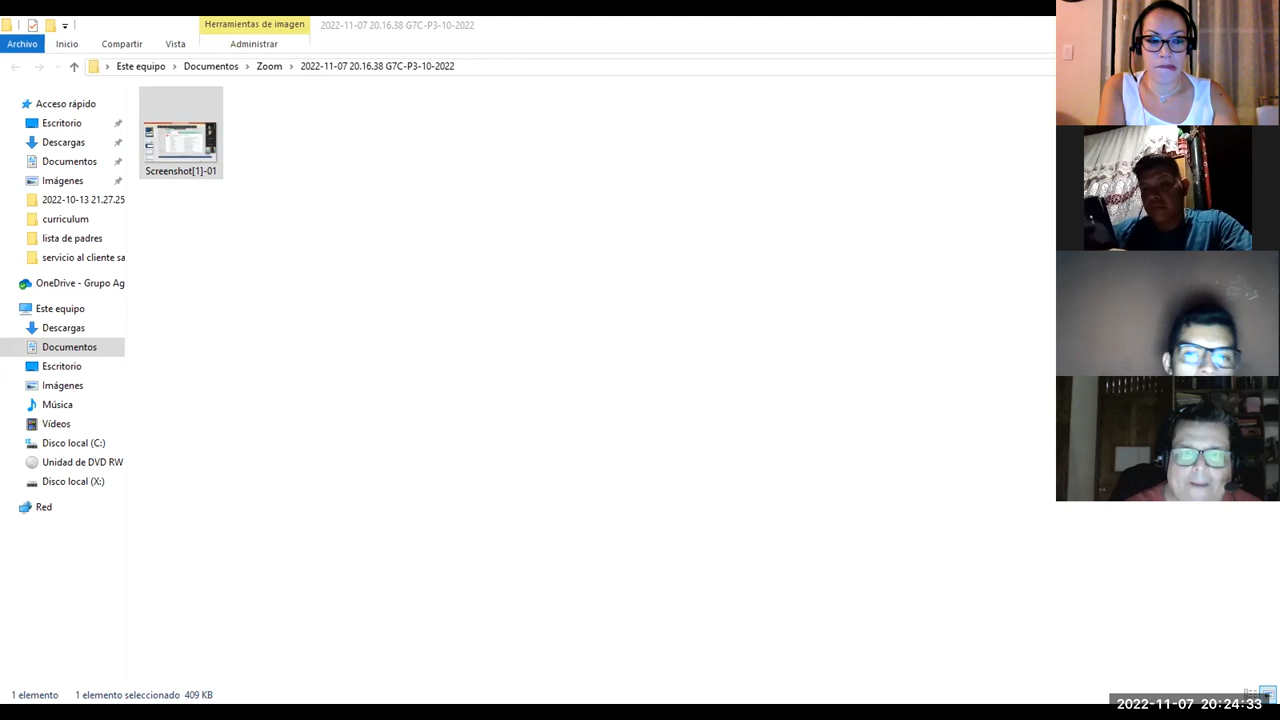 Herramientas de imagen
2022-11-07 20.16.38 G7C-P3-10-2022
Archivo
Inicio
Compartir
Vista
Administrar
Este equipo
Documentos
Zoom
2022-11-07 20.16.38 G7C-P3-10-2022
Acceso rápido
Escritorio
Descargas
Documentos
Imágenes
2022-10-13 21.27.25
curriculum
lista de padres
servicio al cliente sa
OneDrive - Grupo Ag
Este equipo
Descargas
Documentos
Escritorio
Imágenes
Música
Vídeos
Disco local (C:)
Unidad de DVD RW
Disco local (X:)
Red
Screenshot[1]-01
1 elemento
1 elemento seleccionado 409 KB
2022-11-07 20:24:33